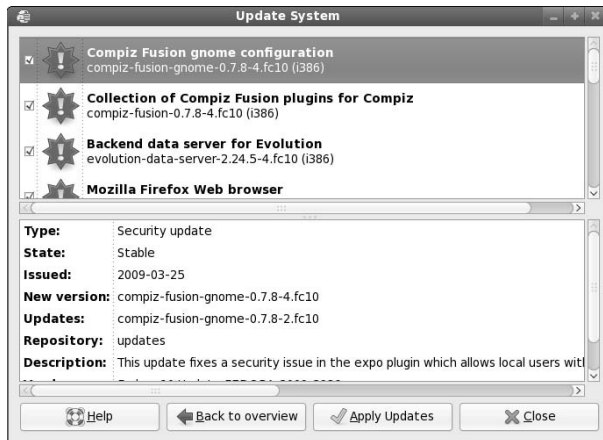 Update System
Compiz Fusion gnome configuration
compiz-fusion-gnome-0.7.8-4.fc10 (i386)
Collection of Compiz Fusion plugins for Compiz
compiz-fusion-0.7.8-4.fc10 (i386)
Backend data server for Evolution
evolution-data-server-2.24.5-4.fc10 (i386)
Mozilla Firefox Web browser
Type: Security update
State: Stable
Issued: 2009-03-25
New version: compiz-fusion-gnome-0.7.8-4.fc10
Updates: compiz-fusion-gnome-0.7.8-2.fc10
Repository: updates
Description: This update fixes a security issue in the expo plugin which allows local users with
Help Back to overview Apply Updates Close